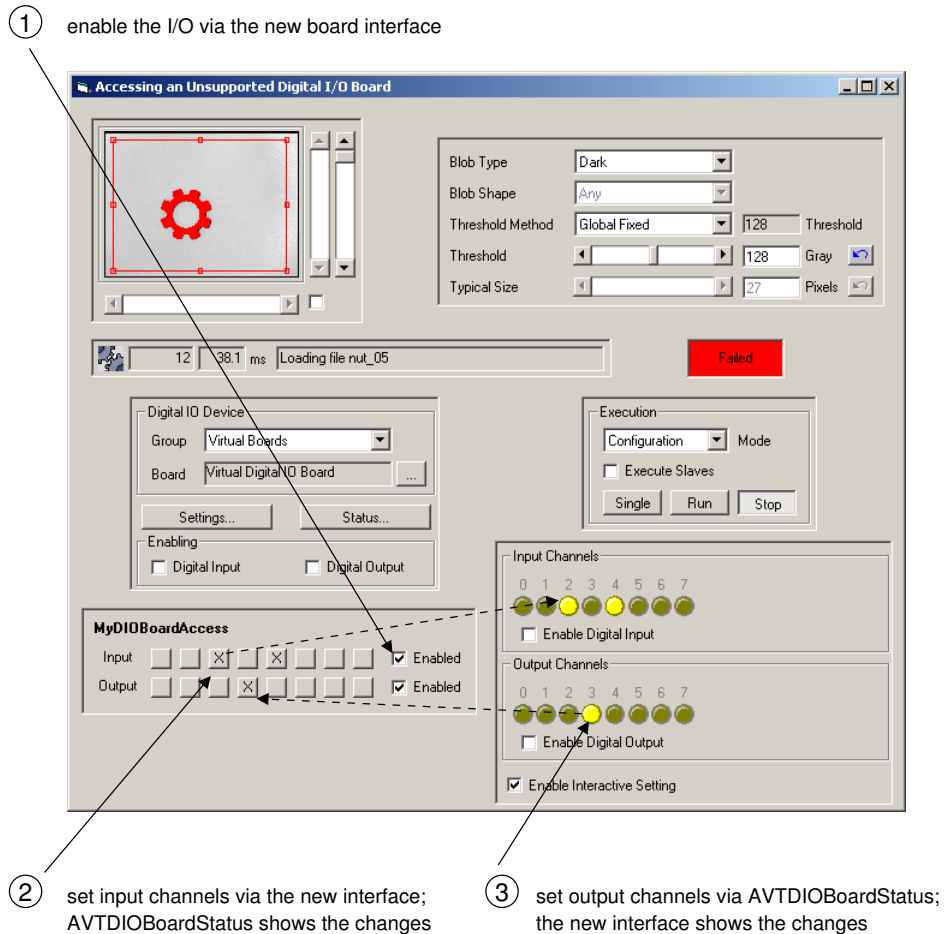 1 enable the I/O via the new board interface
Accessing an Unsupported Digital I/O Board
Blob Type Dark
Blob Shape Any
Threshold Method Global Fixed 128 Threshold
Threshold 128 Gray
Typical Size 27 Pixels
12 38.1 ms Loading file nut_05
Failed
Digital IO Device
Group Virtual Boards
Board Virtual Digital IO Board ...
Settings... Status...
Enabling
Digital Input Digital Output
Execution
Configuration Mode
Execute Slaves
Single Run Stop
MyDIOBoardAccess
Input X X Enabled
Output X Enabled
Input Channels
0 1 2 3 4 5 6 7
Enable Digital Input
Output Channels
0 1 2 3 4 5 6 7
Enable Digital Output
Enable Interactive Setting
2 set input channels via the new interface;
AVTDIOBoardStatus shows the changes
3 set output channels via AVTDIOBoardStatus;
the new interface shows the changes